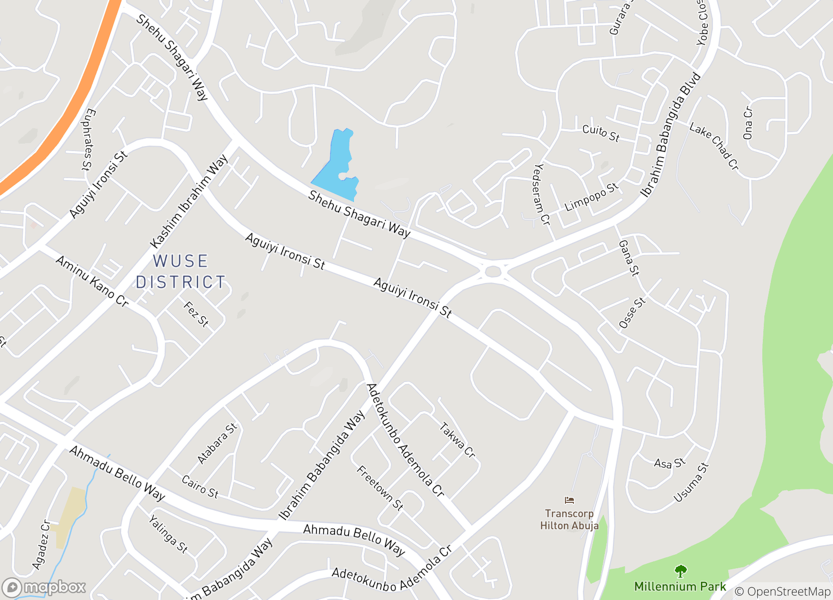 Shehu Shagari Way
Gurara S
Yobe Close
Ibrahim Babangida Blvd
Euphrates St
Cuito St
Lake Chad Cr
Ona Cr
Aguiyi Ironsi St
Kashim Ibrahim Way
Yedseram Cr
Limpopo St
Shehu Shagari Way
Aguiyi Ironsi St
WUSE
DISTRICT
Aminu Kano Cr
Gana St
Aguiyi Ironsi St
Fez St
Osse St
St
Adetokunbo Ademola Cr
Ibrahim Babangida Way
Atabara St
Takwa Cr
Ahmadu Bello Way
Cairo St
Freetown St
Asa St
Usuma St
Transcorp
Hilton Abuja
Agadez Cr
Yalinga St
Ahmadu Bello Way
Ibrahim Babangida Way
Adetokunbo Ademola Cr
Millennium Park
mapbox
© OpenStreetMap